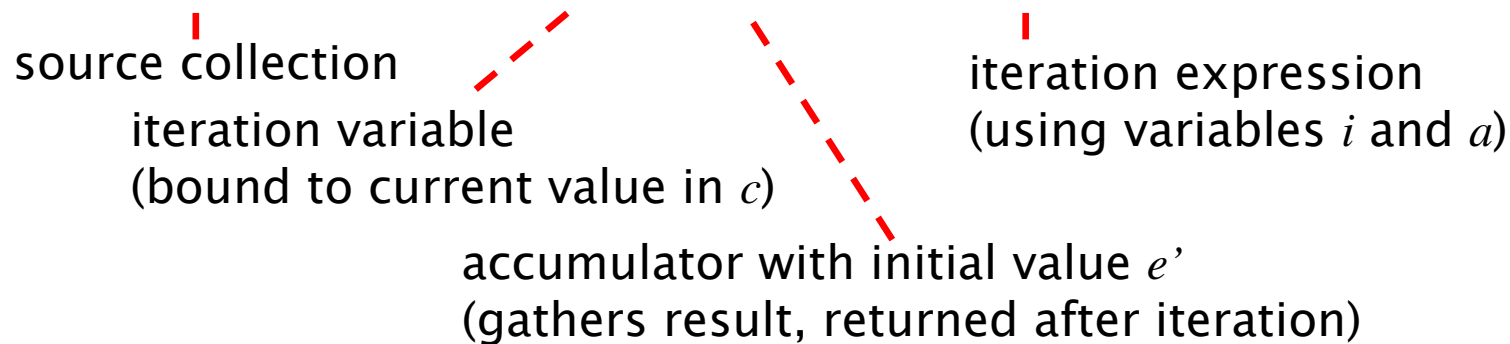 source collection
iteration variable
(bound to current value in c)
iteration expression
(using variables i and a)
accumulator with initial value e’
(gathers result, returned after iteration)